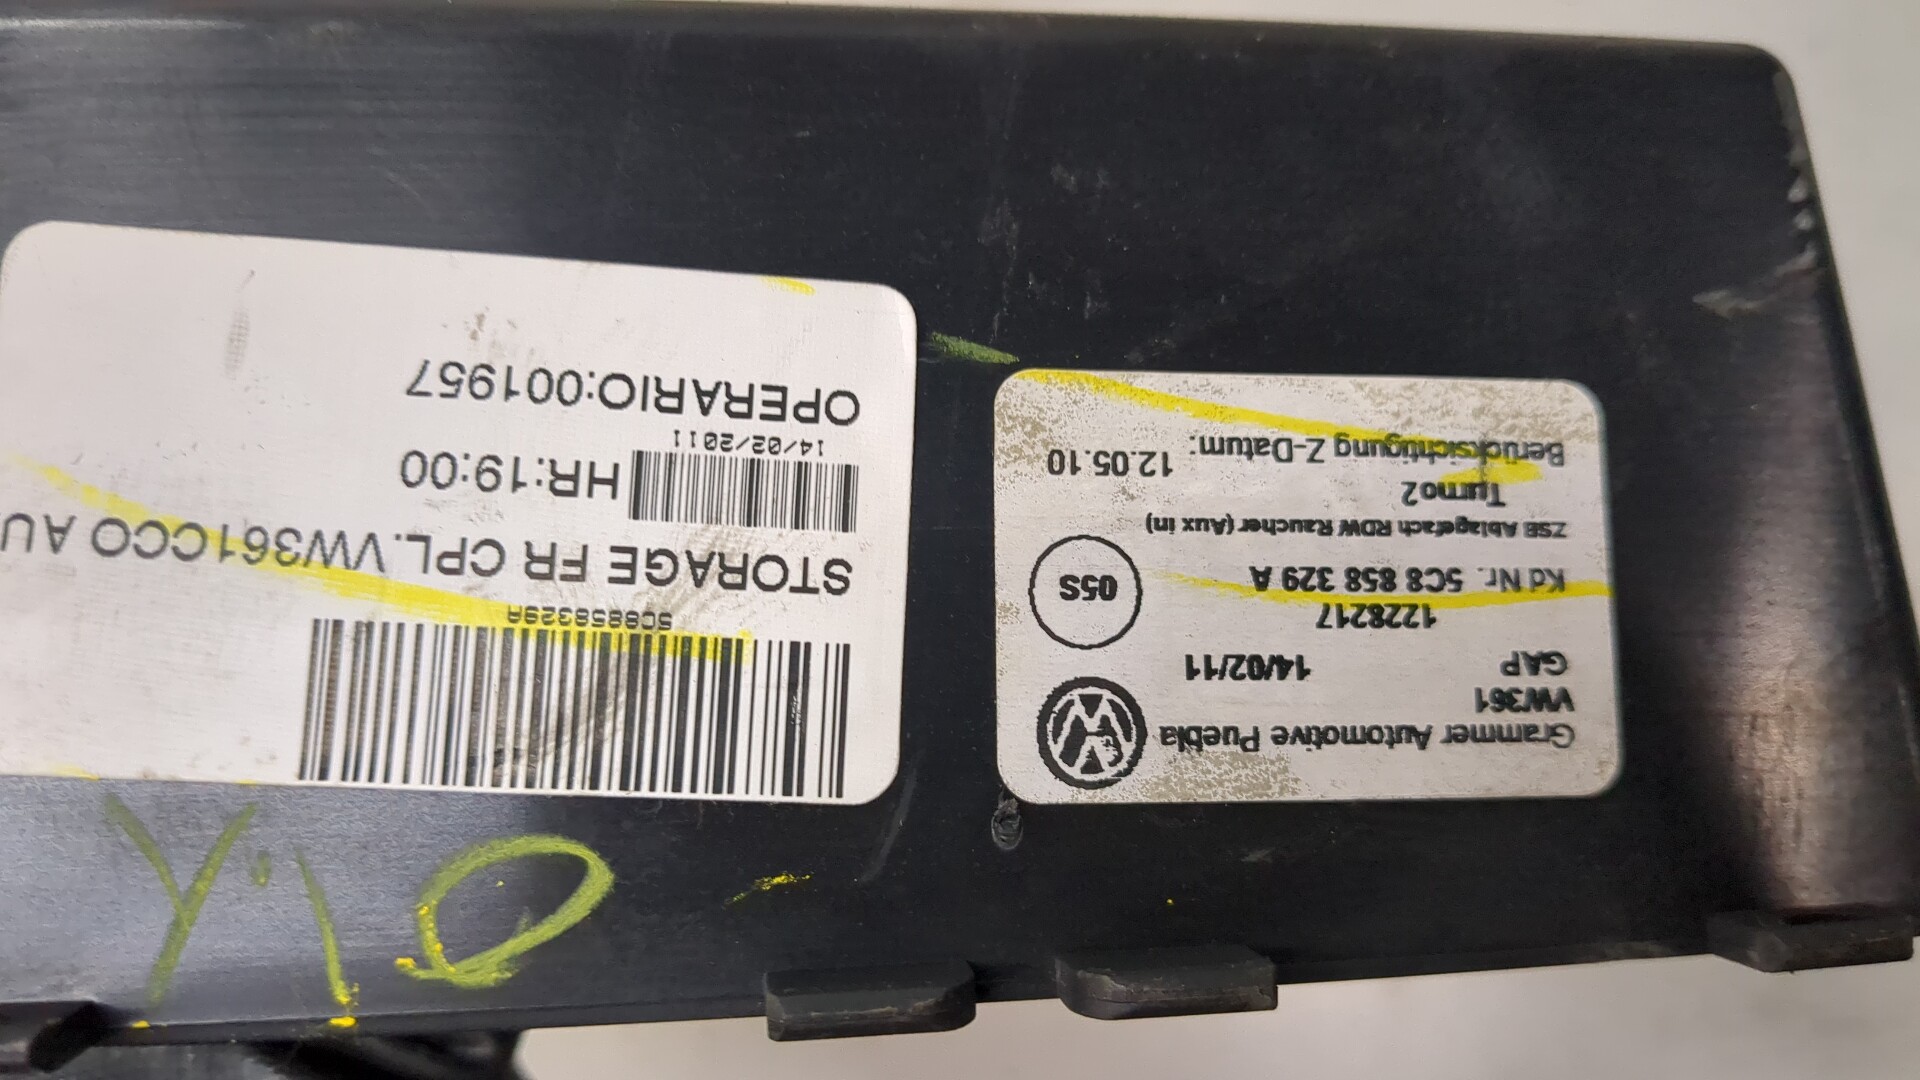 5C8858329A
STORAGE FR CPL. VW361CCO AU
HR:19:00
14/02/2011
OPERARIO:001957
Grammer Automotive Puebla
VW361
GAP 14/02/11
1228217
Kd Nr. 5C8 858 329 A
05S
ZSB Ablagefach RDW Raucher (Aux in)
Turno2
Berücksichtigung Z-Datum: 12.05.10
Y'10